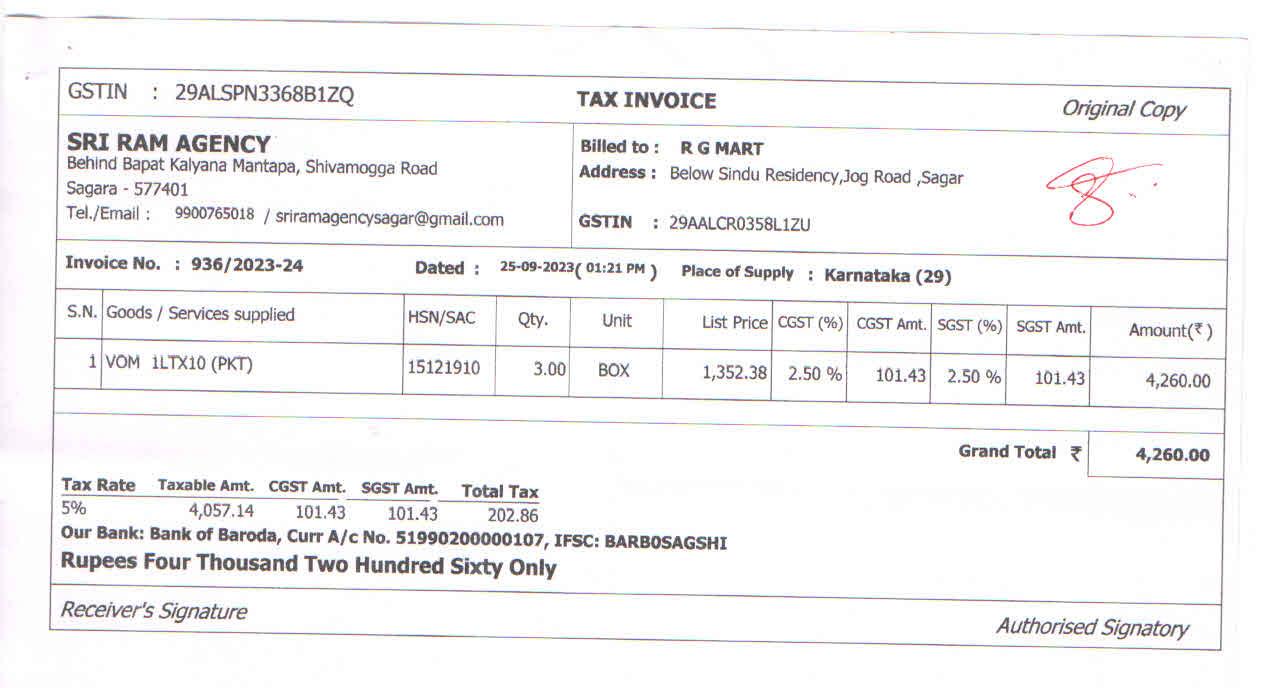 GSTIN : 29ALSPN3368B1ZQ TAX INVOICE Original Copy
SRI RAM AGENCY
Behind Bapat Kalyana Mantapa, Shivamogga Road
Sagara - 577401
Tel./Email : 9900765018 / sriramagencysagar@gmail.com
Billed to : R G MART
Address : Below Sindu Residency,Jog Road ,Sagar
GSTIN : 29AALCR0358L1ZU
Invoice No. : 936/2023-24 Dated : 25-09-2023( 01:21 PM ) Place of Supply : Karnataka (29)
S.N. Goods / Services supplied HSN/SAC Qty. Unit List Price CGST (%) CGST Amt. SGST (%) SGST Amt. Amount(₹ )
1 VOM 1LTX10 (PKT) 15121910 3.00 BOX 1,352.38 2.50 % 101.43 2.50 % 101.43 4,260.00
Grand Total ₹ 4,260.00
Tax Rate Taxable Amt. CGST Amt. SGST Amt. Total Tax
5% 4,057.14 101.43 101.43 202.86
Our Bank: Bank of Baroda, Curr A/c No. 51990200000107, IFSC: BARB0SAGSHI
Rupees Four Thousand Two Hundred Sixty Only
Receiver's Signature Authorised Signatory